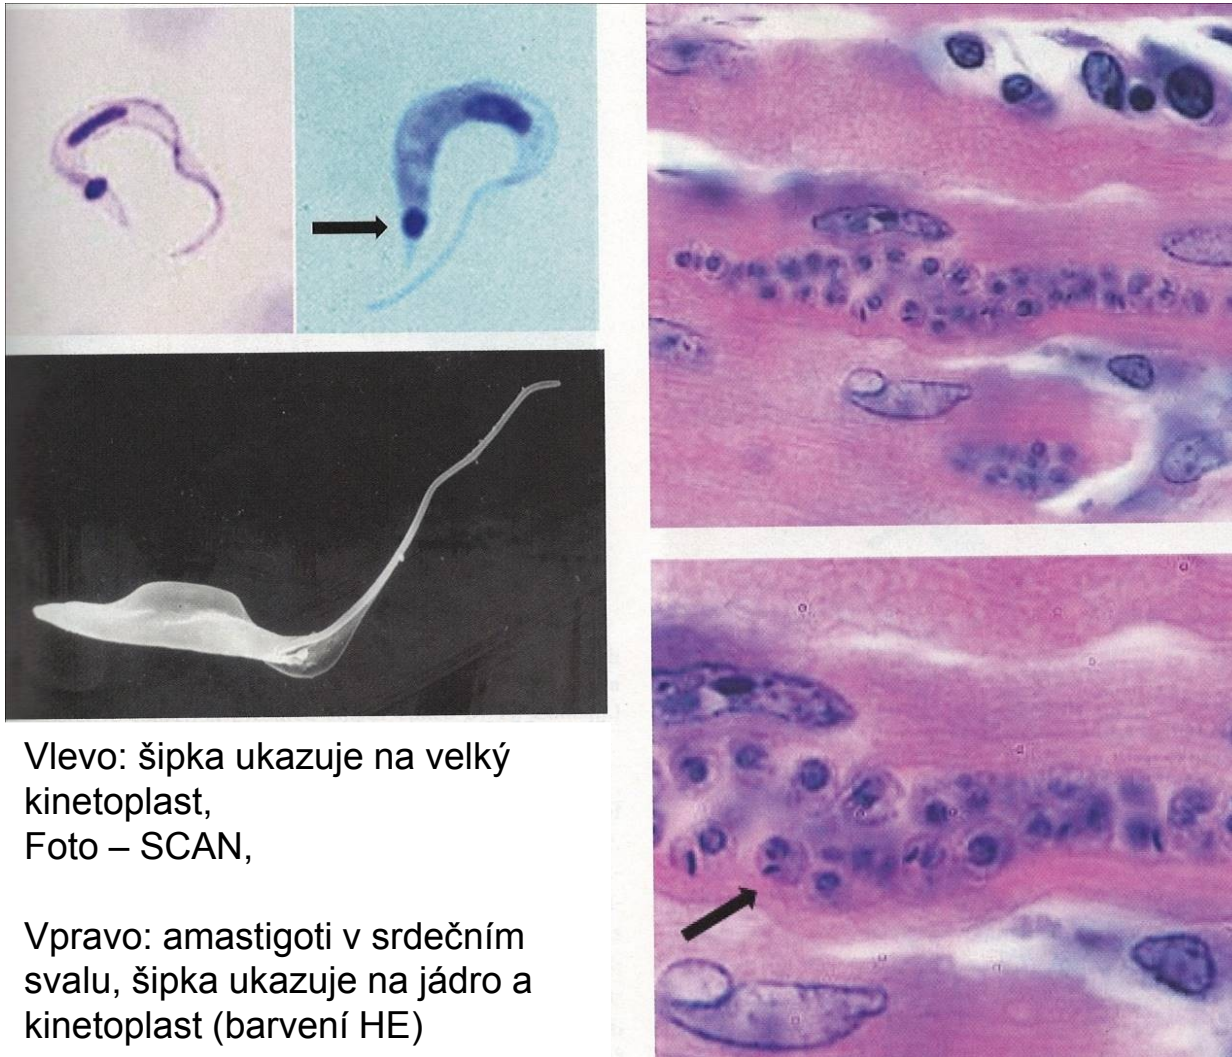 Vlevo: šipka ukazuje na velký
kinetoplast,
Foto – SCAN,
Vpravo: amastigoti v srdečním
svalu, šipka ukazuje na jádro a
kinetoplast (barvení HE)